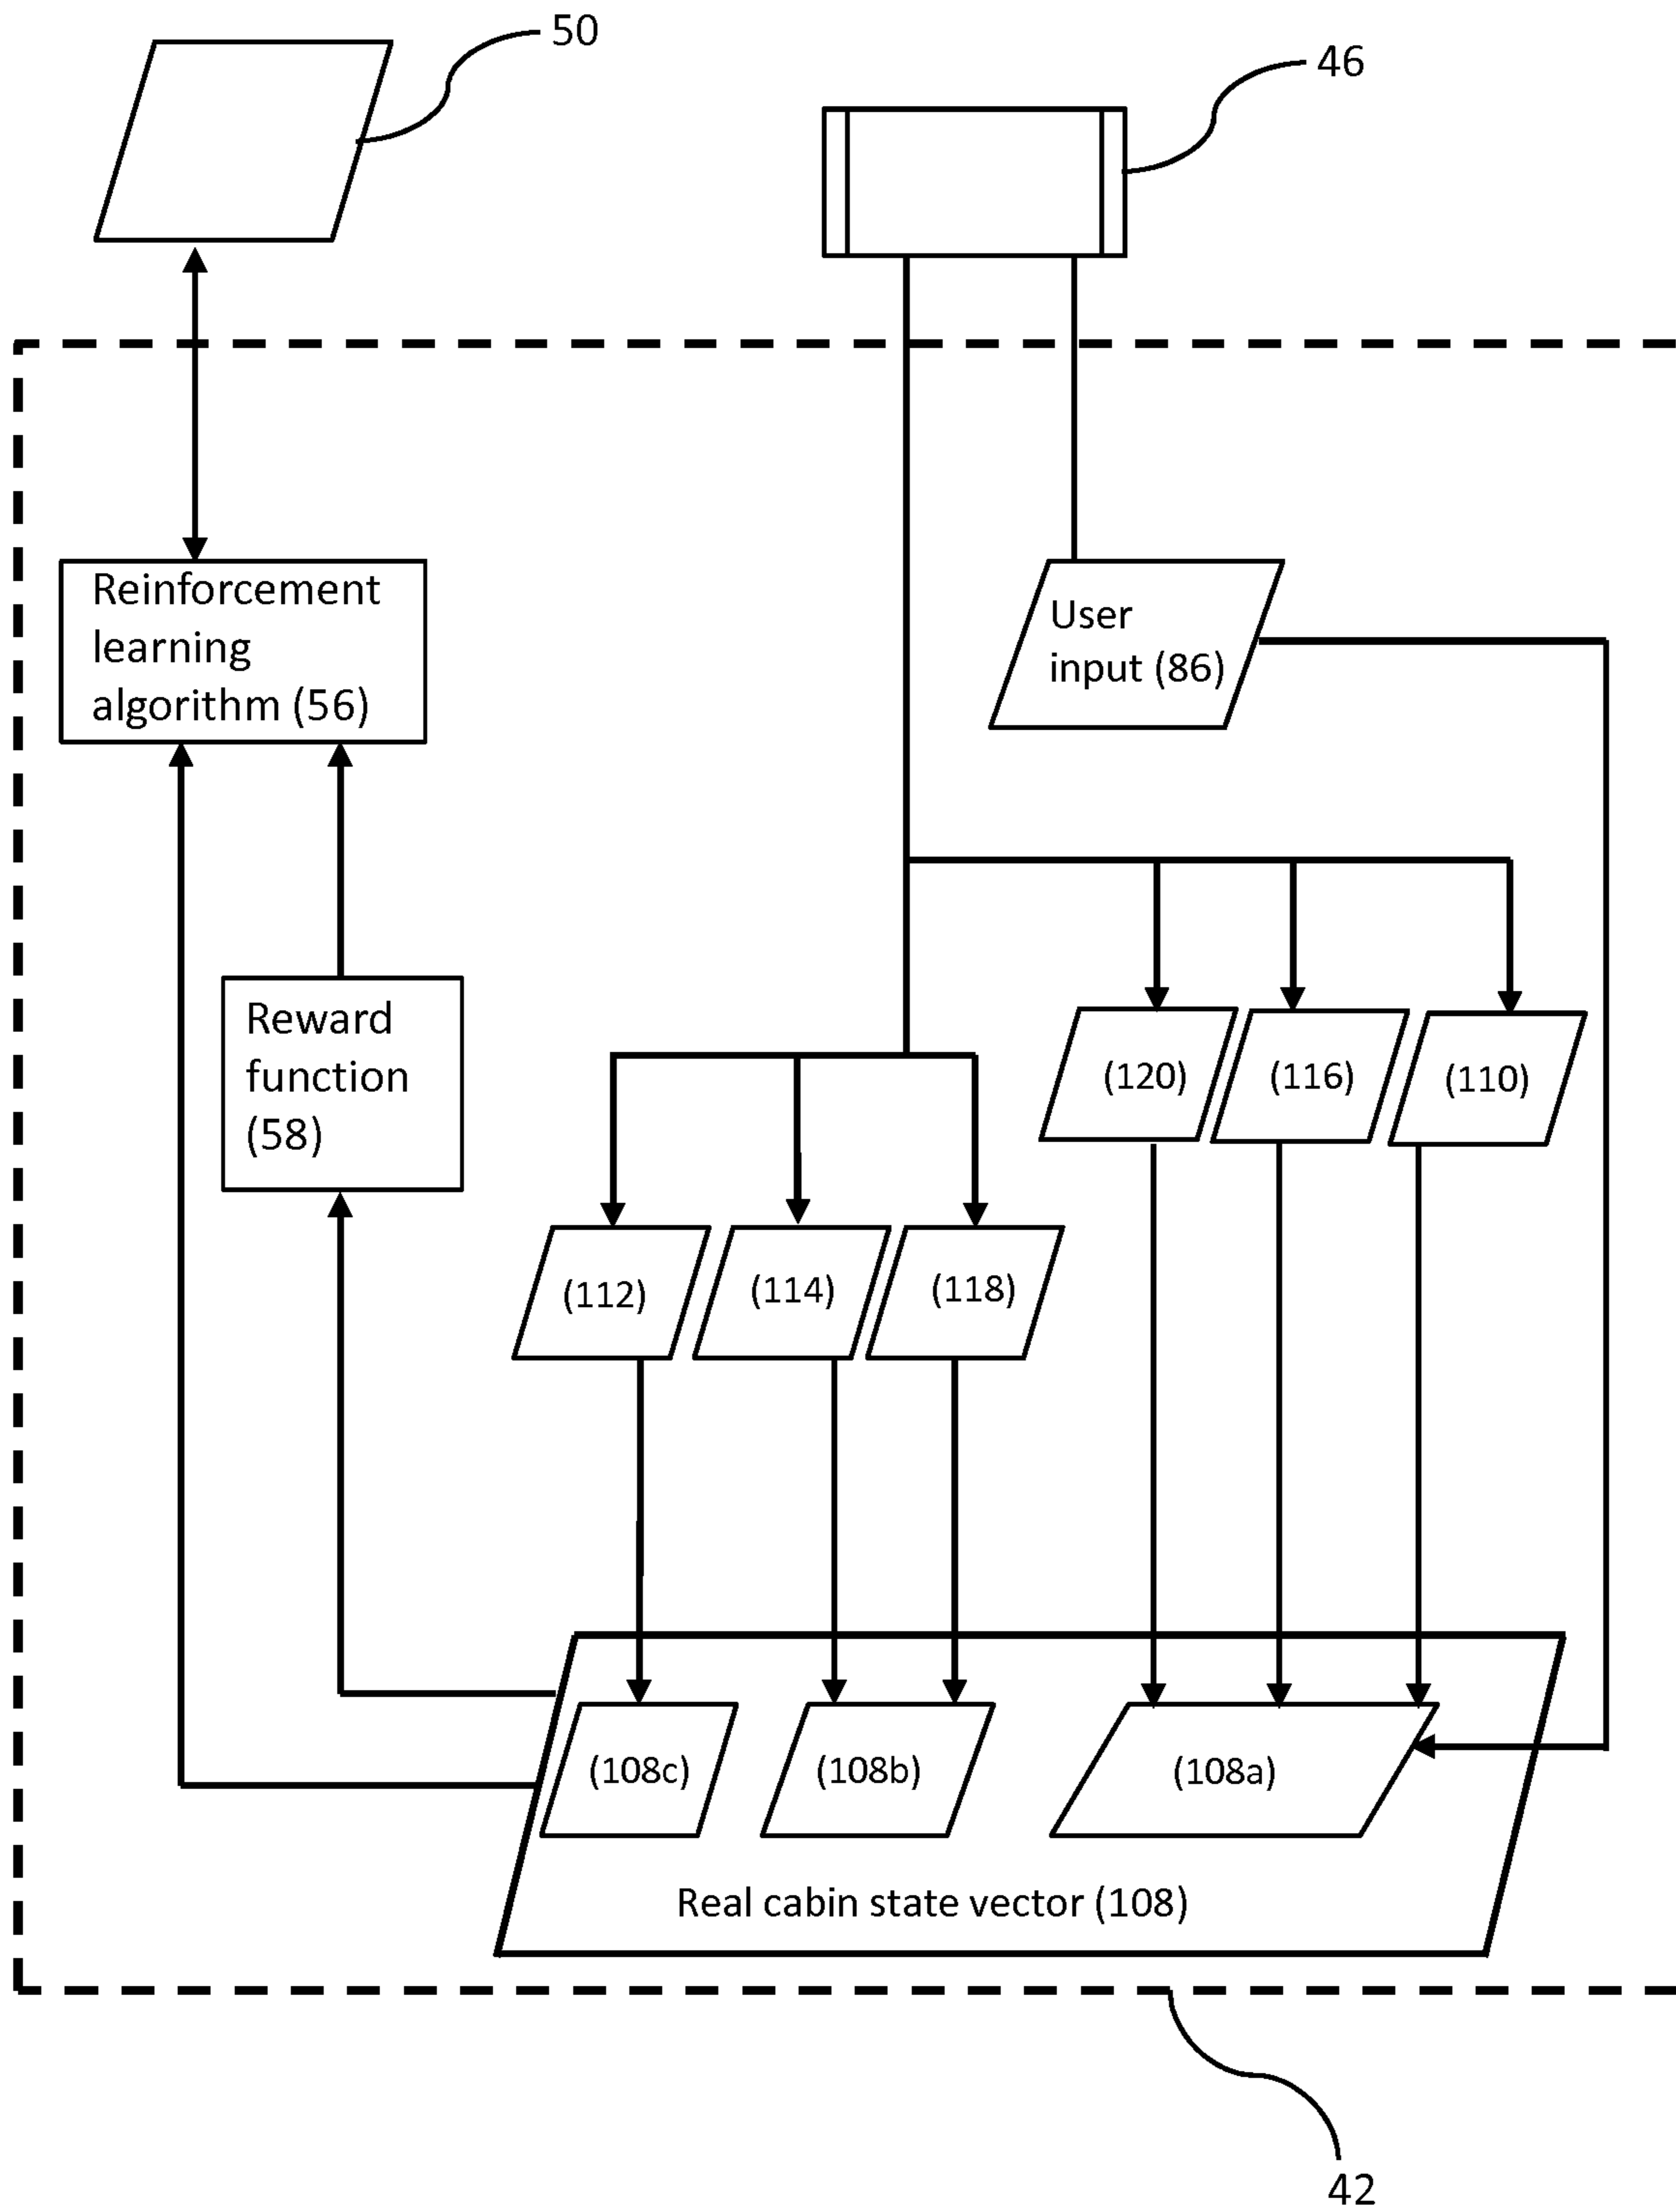 50
46
Reinforcement
learning
algorithm (56)
User
input (86)
Reward
function
(58)
(120)
(116)
(110)
(112)
(114)
(118)
(108c)
(108b)
(108a)
Real cabin state vector (108)
42